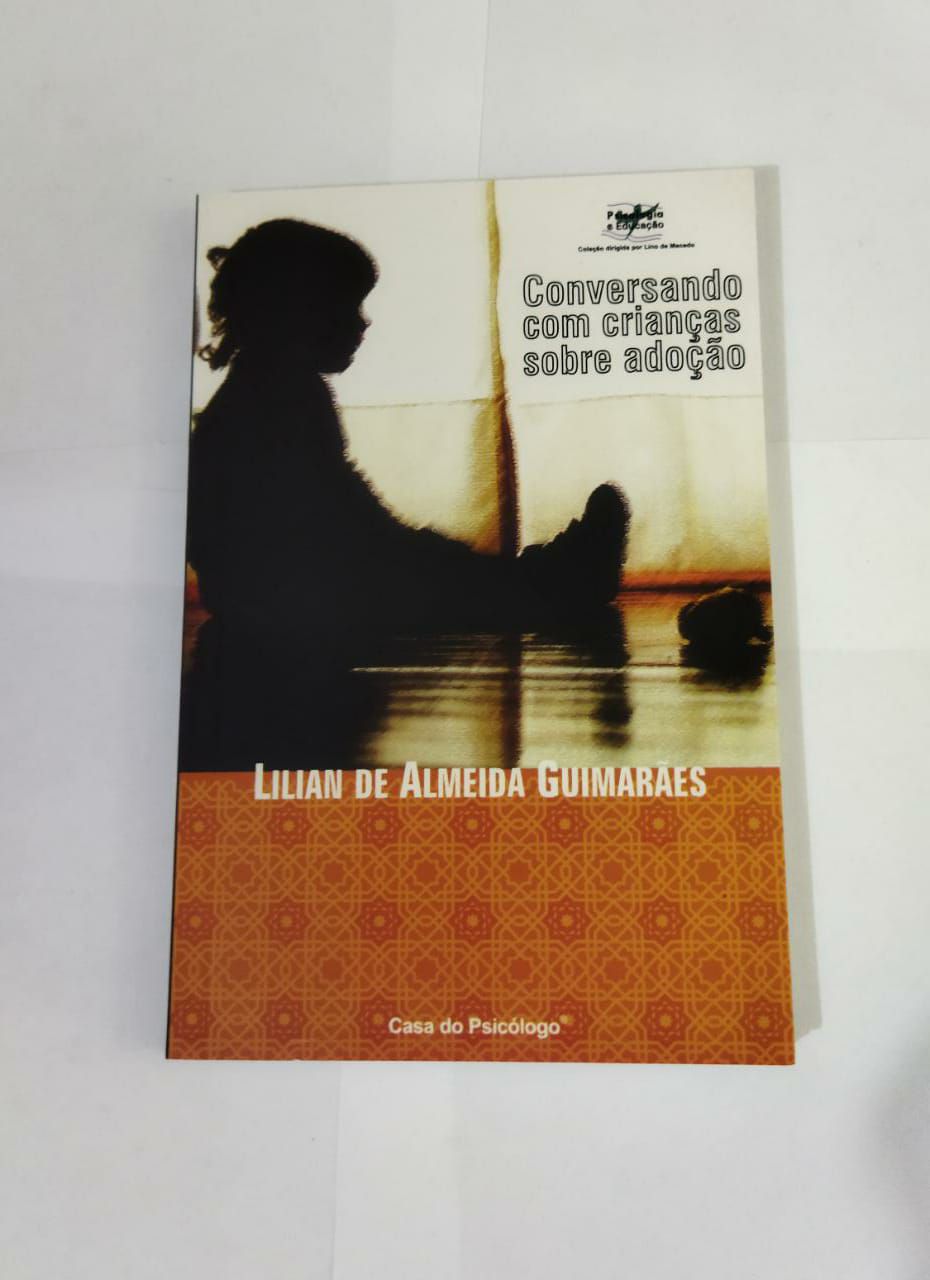 Psicologia
e Educação
Coleção dirigida por Lino de Macedo
Conversando
com crianças
sobre adoção
LILIAN DE ALMEIDA GUIMARÃES
Casa do Psicólogo®